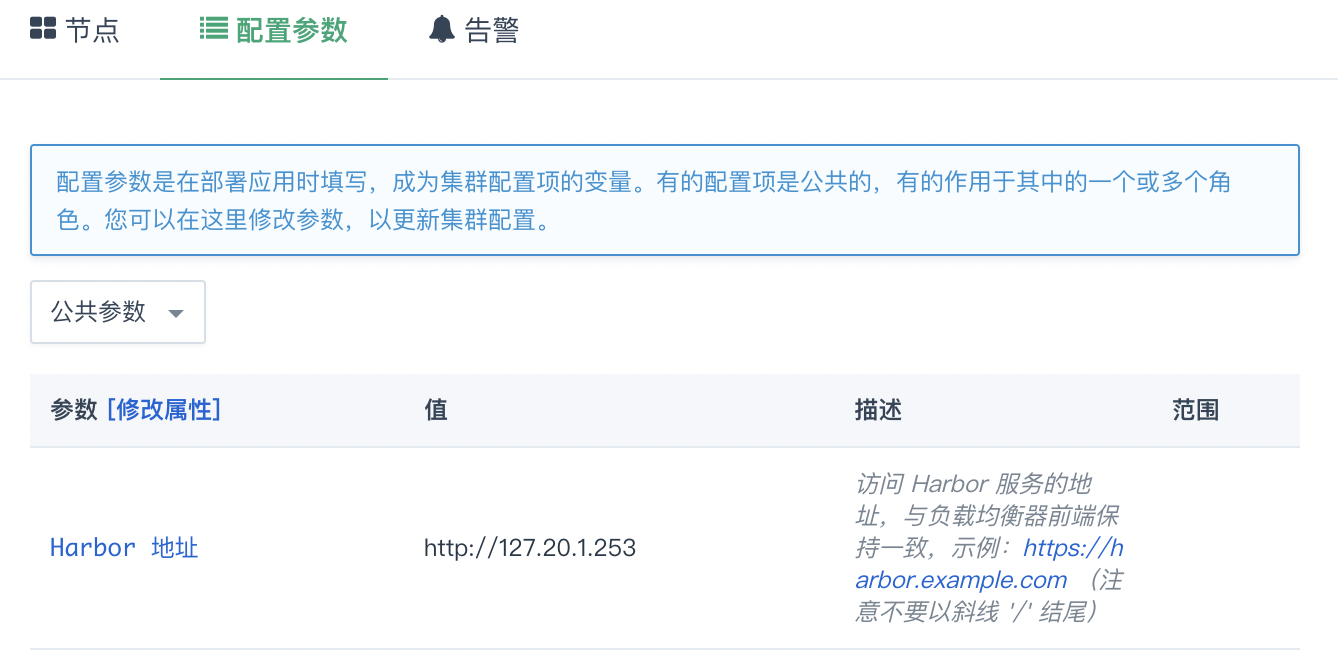 节点 配置参数 告警
配置参数是在部署应用时填写，成为集群配置项的变量。有的配置项是公共的，有的作用于其中的一个或多个角
色。您可以在这里修改参数，以更新集群配置。
公共参数
参数 [修改属性] 值 描述 范围
Harbor 地址 http://127.20.1.253
访问 Harbor 服务的地
址，与负载均衡器前端保
持一致，示例：https://h
arbor.example.com （注
意不要以斜线 '/' 结尾）